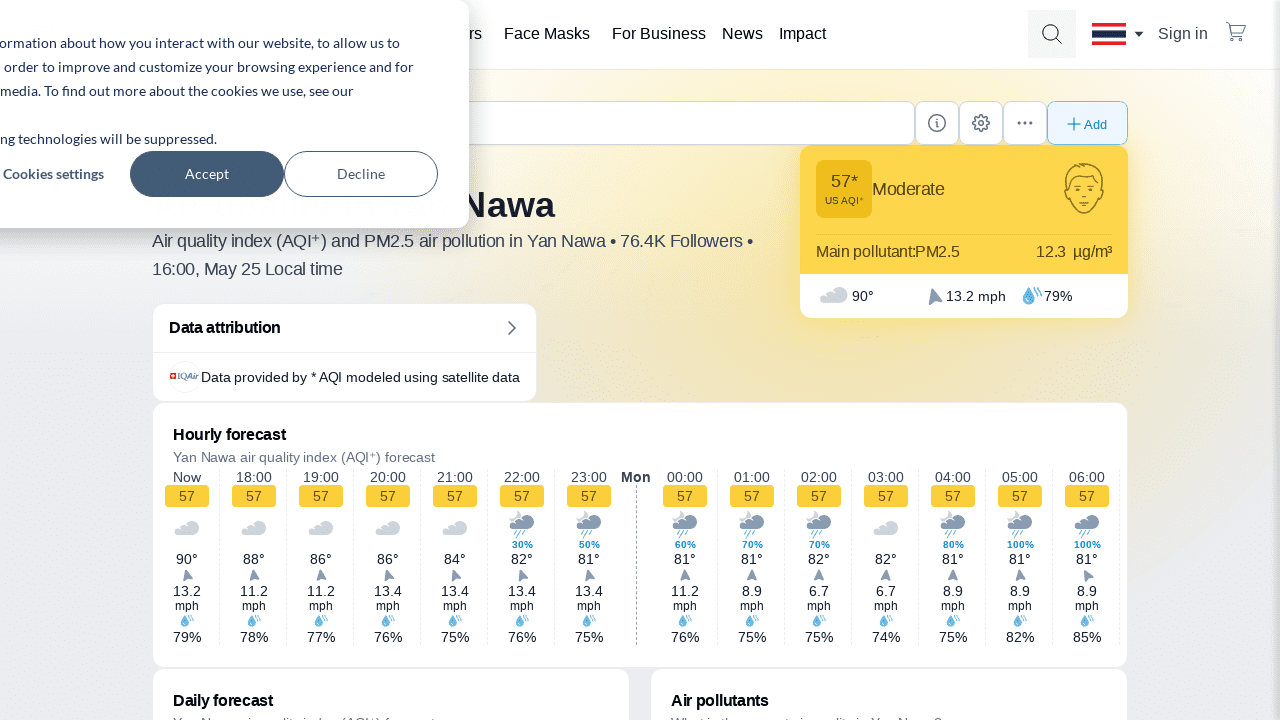 rs Face Masks For Business News Impact Sign in
ormation about how you interact with our website, to allow us to
order to improve and customize your browsing experience and for
media. To find out more about the cookies we use, see our
ng technologies will be suppressed.
Cookies settings Accept Decline
Add
Nawa
Air quality index (AQI⁺) and PM2.5 air pollution in Yan Nawa • 76.4K Followers •
16:00, May 25 Local time
57*
US AQI⁺
Moderate
Main pollutant:PM2.5 12.3 µg/m³
90° 13.2 mph 79%
Data attribution
IQAir Data provided by * AQI modeled using satellite data
Hourly forecast
Yan Nawa air quality index (AQI⁺) forecast
Now 18:00 19:00 20:00 21:00 22:00 23:00 Mon 00:00 01:00 02:00 03:00 04:00 05:00 06:00
57 57 57 57 57 57 57 57 57 57 57 57 57 57
30% 50% 60% 70% 70% 80% 100% 100%
90° 88° 86° 86° 84° 82° 81° 81° 81° 82° 82° 81° 81° 81°
13.2 11.2 11.2 13.4 13.4 13.4 13.4 11.2 8.9 6.7 6.7 8.9 8.9 8.9
mph mph mph mph mph mph mph mph mph mph mph mph mph mph
79% 78% 77% 76% 75% 76% 75% 76% 75% 75% 74% 75% 82% 85%
Daily forecast Air pollutants